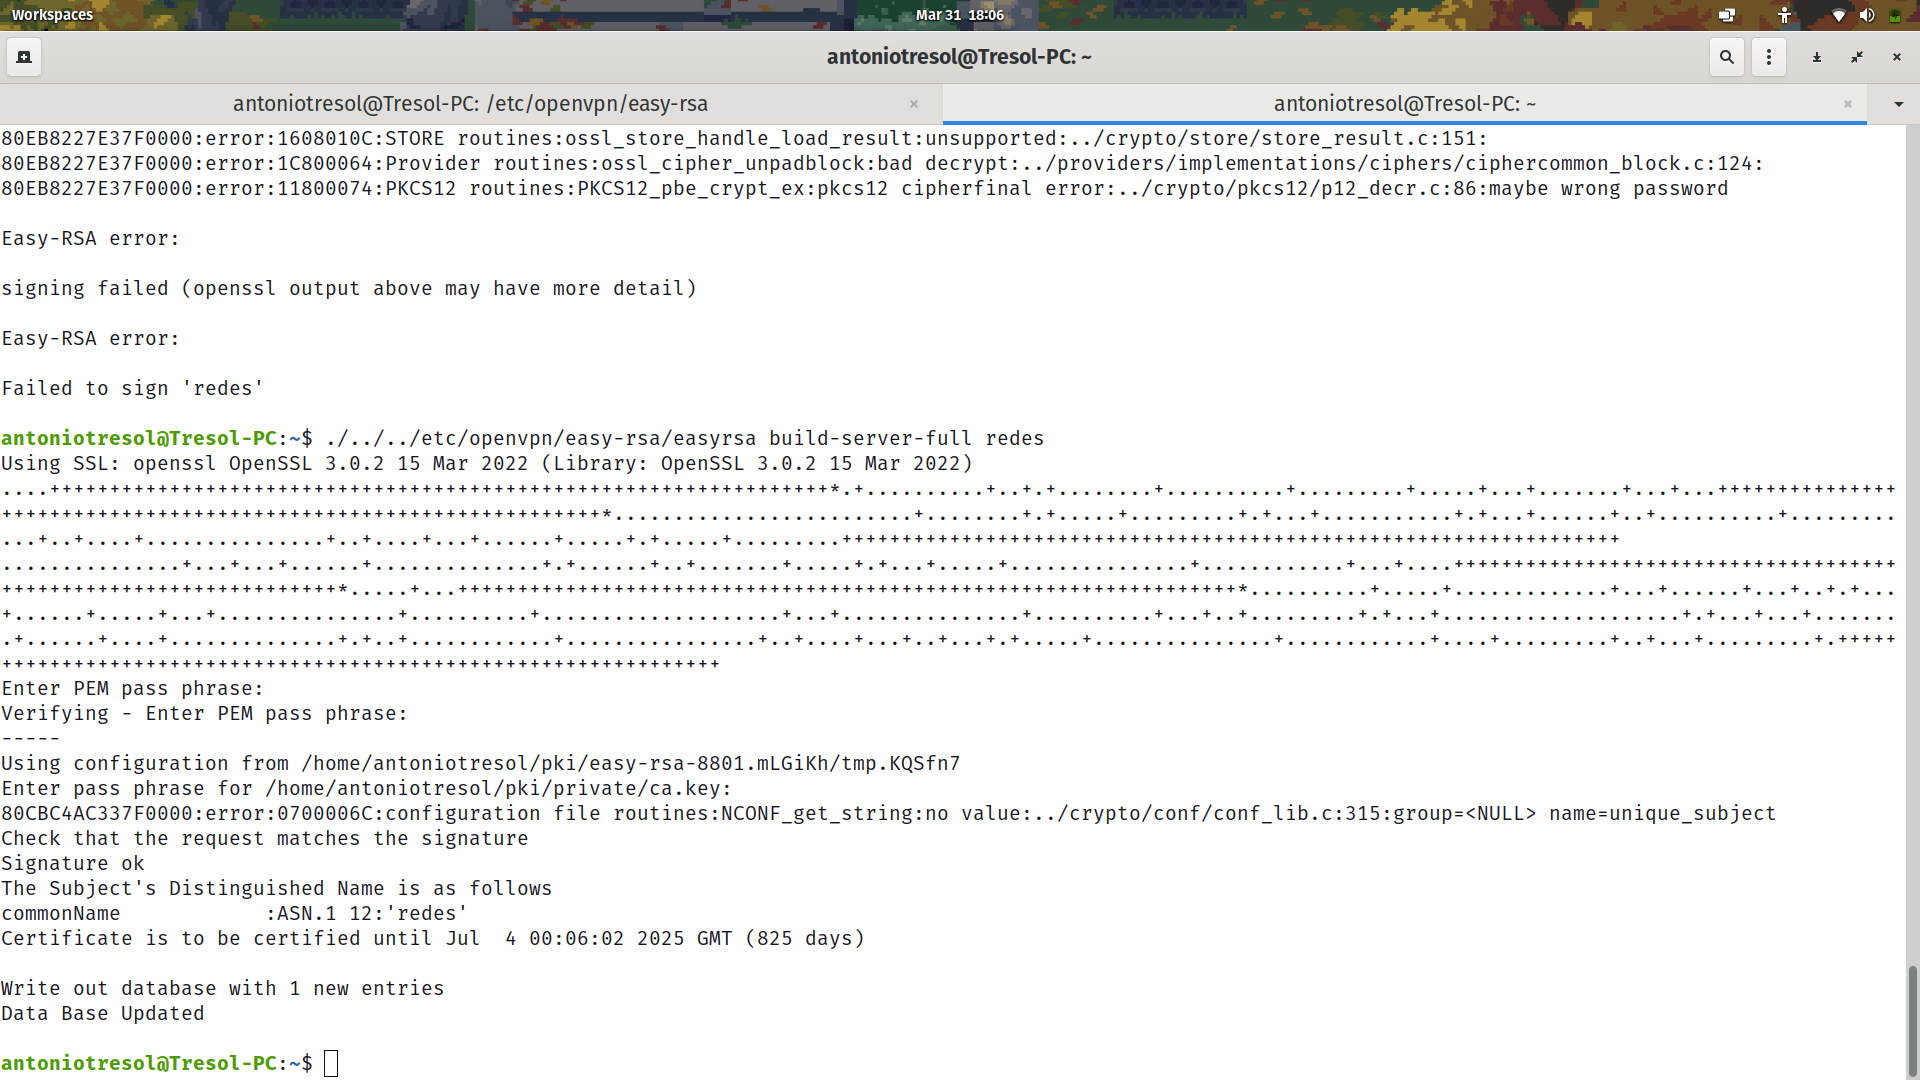 Workspaces
Mar 31 18:06
antoniotresol@Tresol-PC: ~
antoniotresol@Tresol-PC: /etc/openvpn/easy-rsa
antoniotresol@Tresol-PC: ~
80EB8227E37F0000:error:1608010C:STORE routines:ossl_store_handle_load_result:unsupported:../crypto/store/store_result.c:151:
80EB8227E37F0000:error:1C800064:Provider routines:ossl_cipher_unpadblock:bad decrypt:../providers/implementations/ciphers/ciphercommon_block.c:124:
80EB8227E37F0000:error:11800074:PKCS12 routines:PKCS12_pbe_crypt_ex:pkcs12 cipherfinal error:../crypto/pkcs12/p12_decr.c:86:maybe wrong password
Easy-RSA error:
signing failed (openssl output above may have more detail)
Easy-RSA error:
Failed to sign 'redes'
antoniotresol@Tresol-PC:~$ ./../../etc/openvpn/easy-rsa/easyrsa build-server-full redes
Using SSL: openssl OpenSSL 3.0.2 15 Mar 2022 (Library: OpenSSL 3.0.2 15 Mar 2022)
Enter PEM pass phrase:
Verifying - Enter PEM pass phrase:
-----
Using configuration from /home/antoniotresol/pki/easy-rsa-8801.mLGiKh/tmp.KQSfn7
Enter pass phrase for /home/antoniotresol/pki/private/ca.key:
80CBC4AC337F0000:error:0700006C:configuration file routines:NCONF_get_string:no value:../crypto/conf/conf_lib.c:315:group=<NULL> name=unique_subject
Check that the request matches the signature
Signature ok
The Subject's Distinguished Name is as follows
commonName            :ASN.1 12:'redes'
Certificate is to be certified until Jul  4 00:06:02 2025 GMT (825 days)
Write out database with 1 new entries
Data Base Updated
antoniotresol@Tresol-PC:~$